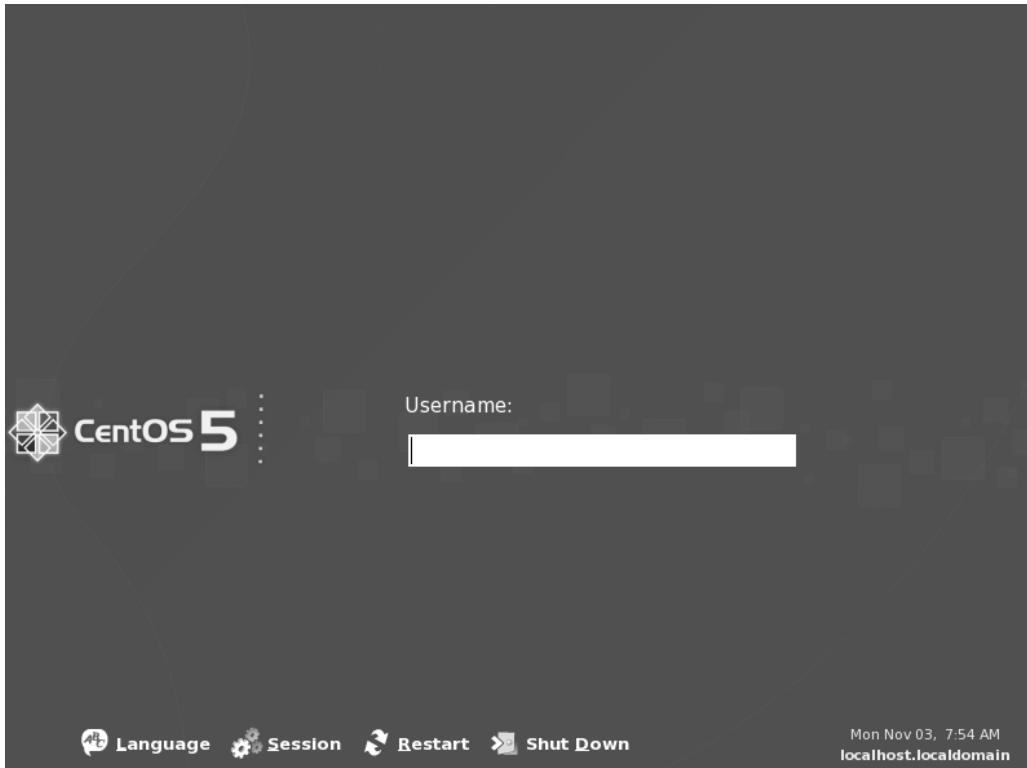 Username:
CentOS 5
Language Session Restart Shut Down
Mon Nov 03, 7:54 AM
localhost.localdomain